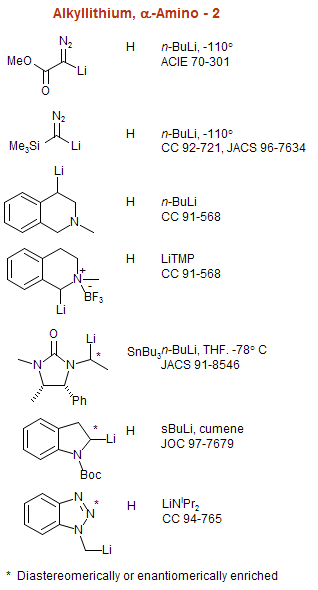 Alkyllithium, α-Amino - 2
N2
MeO
Li
O
H
n-BuLi, -110°
ACIE 70-301
N2
Me3Si
Li
H
n-BuLi, -110°
CC 92-721, JACS 96-7634
Li
N
H
n-BuLi
CC 91-568
N
+
-
BF3
Li
H
LiTMP
CC 91-568
O
Li
N
N
*
Ph
SnBu3
n-BuLi, THF. -78° C
JACS 91-8546
*
Li
N
Boc
H
sBuLi, cumene
JOC 97-7679
N
N
*
N
Li
H
LiNiPr2
CC 94-765
* Diastereomerically or enantiomerically enriched